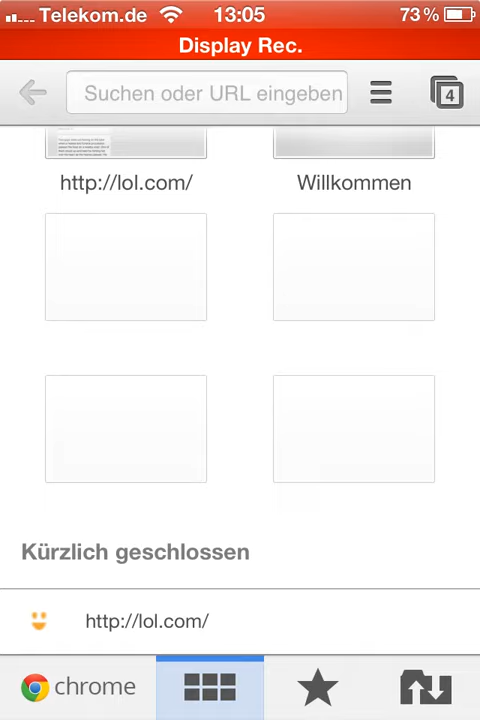 Telekom.de 13:05 73 %
Display Rec.
Suchen oder URL eingeben 4
http://lol.com/ Willkommen
Kürzlich geschlossen
http://lol.com/
chrome